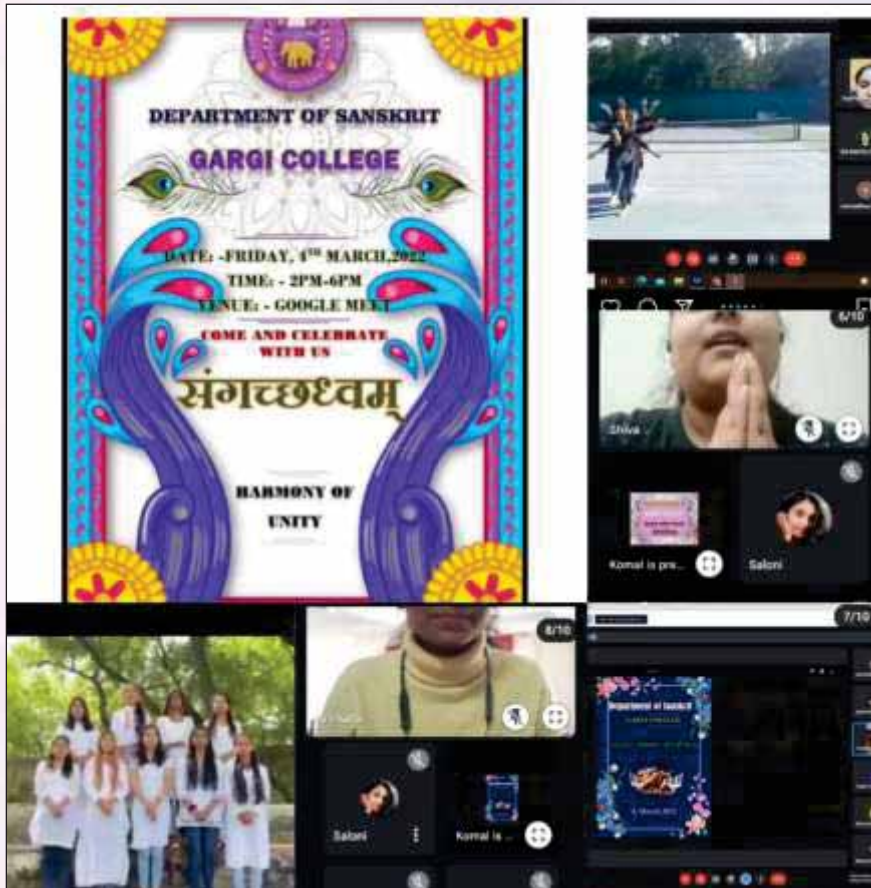 DEPARTMENT OF SANSKRIT
GARGI COLLEGE
DATE: -FRIDAY, 4TH MARCH,2022
TIME: - 2PM-6PM
VENUE: - GOOGLE MEET
COME AND CELEBRATE
WITH US
संगच्छध्वम्
HARMONY OF
UNITY
6/10
Shiva ..
Komal is pre...
Saloni
8/10
Saloni
Komal is ...
7/10
Department of Sanskrit